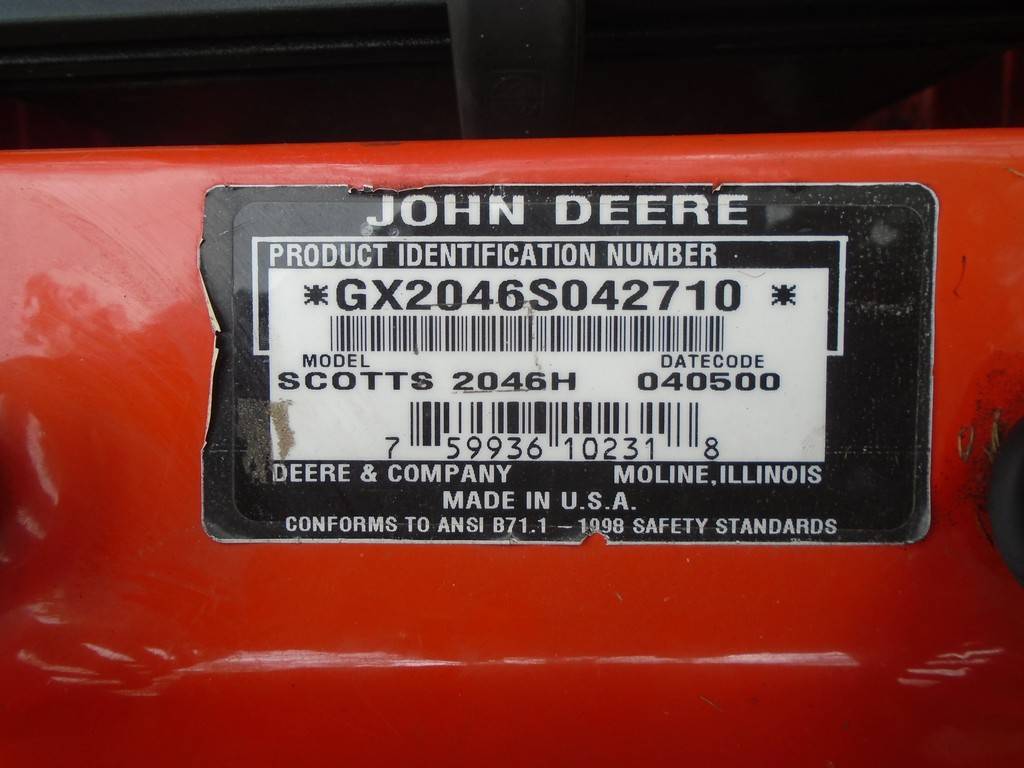 JOHN DEERE
PRODUCT IDENTIFICATION NUMBER
*GX2046S042710 *
MODEL DATECODE
SCOTTS 2046H 040500
7 59936 10231 8
DEERE & COMPANY MOLINE, ILLINOIS
MADE IN U.S.A.
CONFORMS TO ANSI B71.1 – 1998 SAFETY STANDARDS